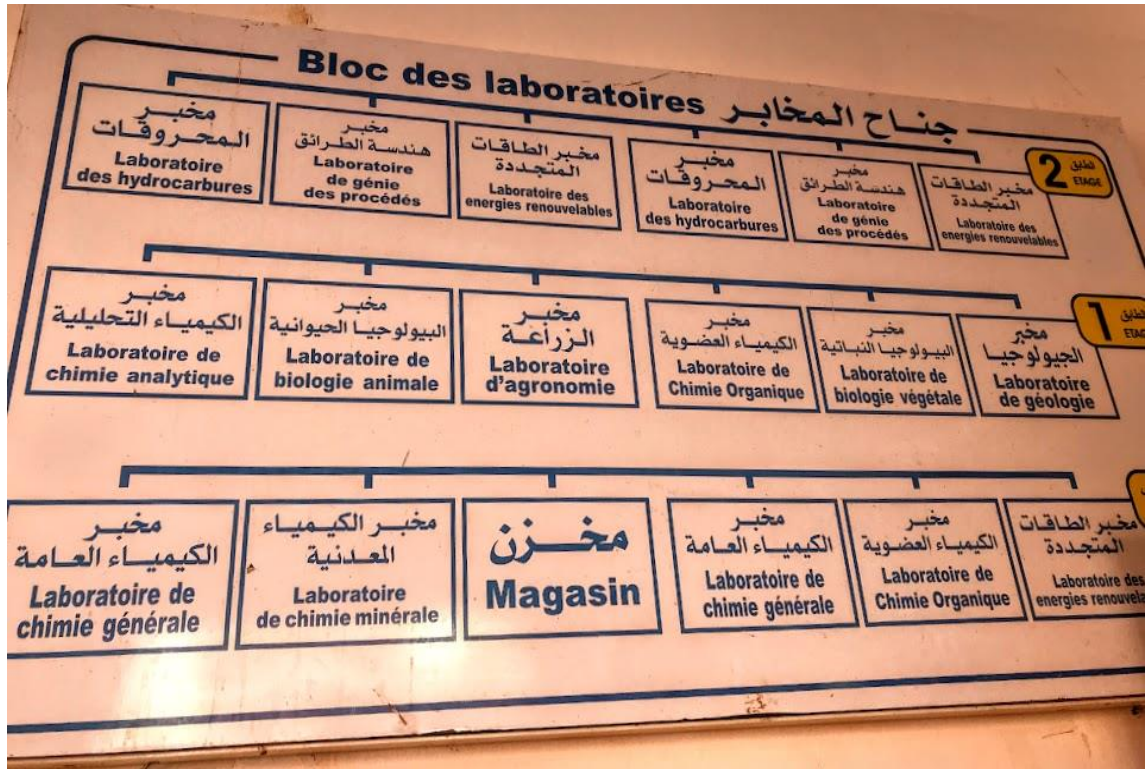 Bloc des laboratoires جناح المخابر
الطابق
2
ETAGE
مخبر
المحروقات
Laboratoire
des hydrocarbures
مخبر
هندسة الطرائق
Laboratoire
de génie
des procédés
مخبر الطاقات
المتجددة
Laboratoire des
energies renouvelables
مخبر
المحروقات
Laboratoire
des hydrocarbures
مخبر
هندسة الطرائق
Laboratoire
de génie
des procédés
مخبر الطاقات
المتجددة
Laboratoire des
energies renouvelables
1
مخبر
الكيمياء التحليلية
Laboratoire de
chimie analytique
مخبر
البيولوجيا الحيوانية
Laboratoire de
biologie animale
مخبر
الزراعة
Laboratoire
d'agronomie
مخبر
الكيمياء العضوية
Laboratoire de
Chimie Organique
مخبر
البيولوجيا النباتية
Laboratoire de
biologie végétale
مخبر
الجيولوجيا
Laboratoire
de géologie
مخبر
الكيمياء العامة
Laboratoire de
chimie générale
مخبر الكيمياء
المعدنية
Laboratoire
de chimie minérale
مخزن
Magasin
مخبر
الكيمياء العامة
Laboratoire de
chimie générale
مخبر
الكيمياء العضوية
Laboratoire de
Chimie Organique
مخبر الطاقات
المتجددة
Laboratoire des
energies